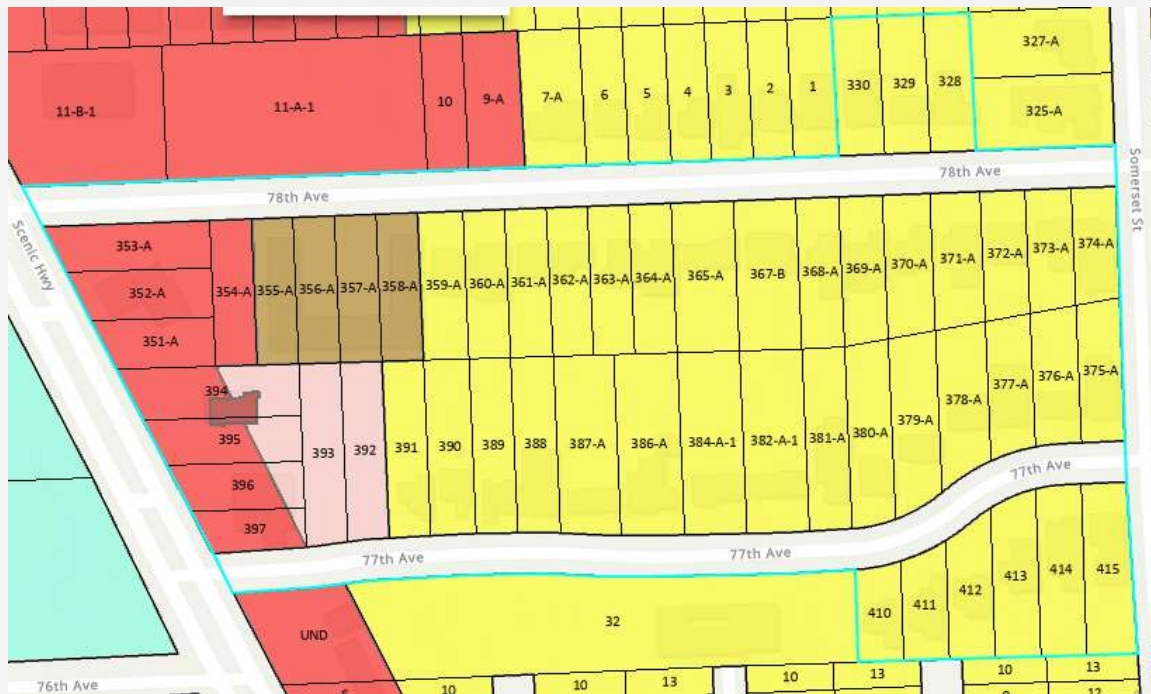 327-A
11-B-1
11-A-1
10
9-A
7-A
6
5
4
3
2
1
330
329
328
325-A
78th Ave
78th Ave
Somerset St
Scenic Hwy
353-A
352-A
351-A
354-A
355-A
356-A
357-A
358-A
359-A
360-A
361-A
362-A
363-A
364-A
365-A
367-B
368-A
369-A
370-A
371-A
372-A
373-A
374-A
394
395
396
397
393
392
391
390
389
388
387-A
386-A
384-A-1
382-A-1
381-A
380-A
379-A
378-A
377-A
376-A
375-A
77th Ave
77th Ave
77th Ave
UND
32
410
411
412
413
414
415
76th Ave
10
10
13
10
13
10
13